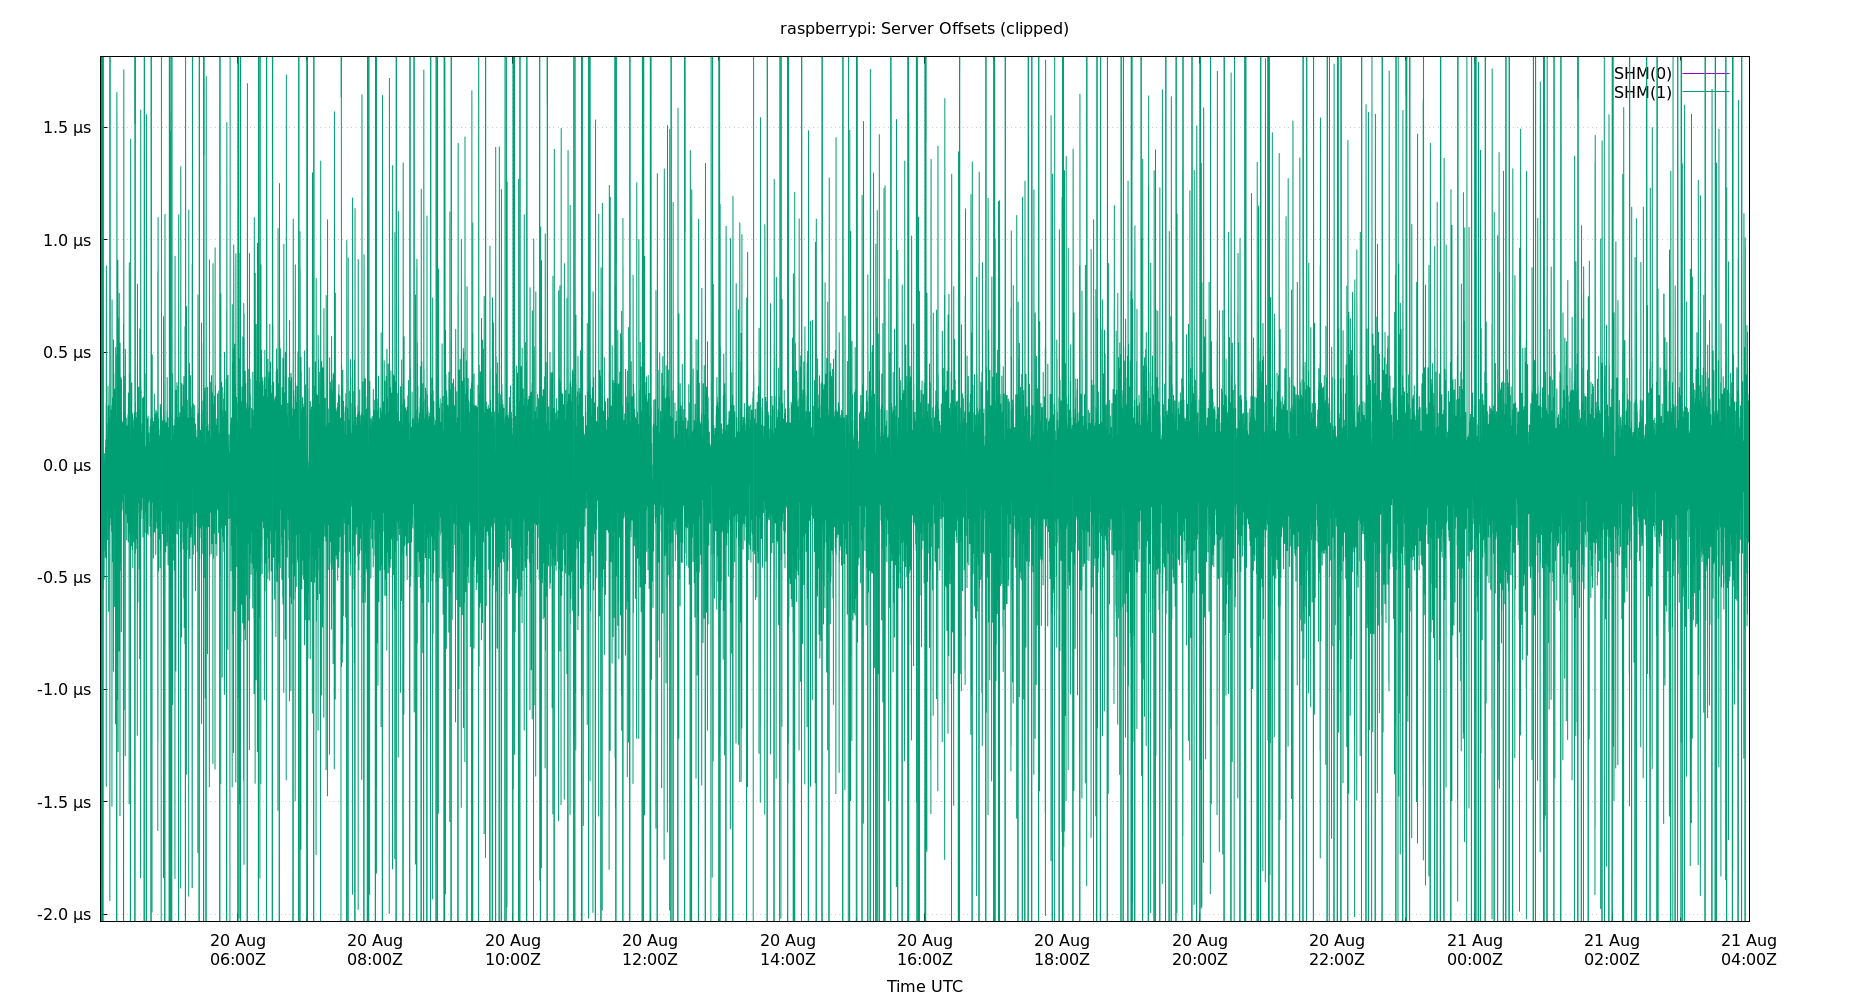 raspberrypi: Server Offsets (clipped)
SHM(0)
SHM(1)
1.5 µs
1.0 µs
0.5 µs
0.0 µs
-0.5 µs
-1.0 µs
-1.5 µs
-2.0 µs
20 Aug 20 Aug 20 Aug 20 Aug 20 Aug 20 Aug 20 Aug 20 Aug 20 Aug 21 Aug 21 Aug 21 Aug
06:00Z 08:00Z 10:00Z 12:00Z 14:00Z 16:00Z 18:00Z 20:00Z 22:00Z 00:00Z 02:00Z 04:00Z
Time UTC